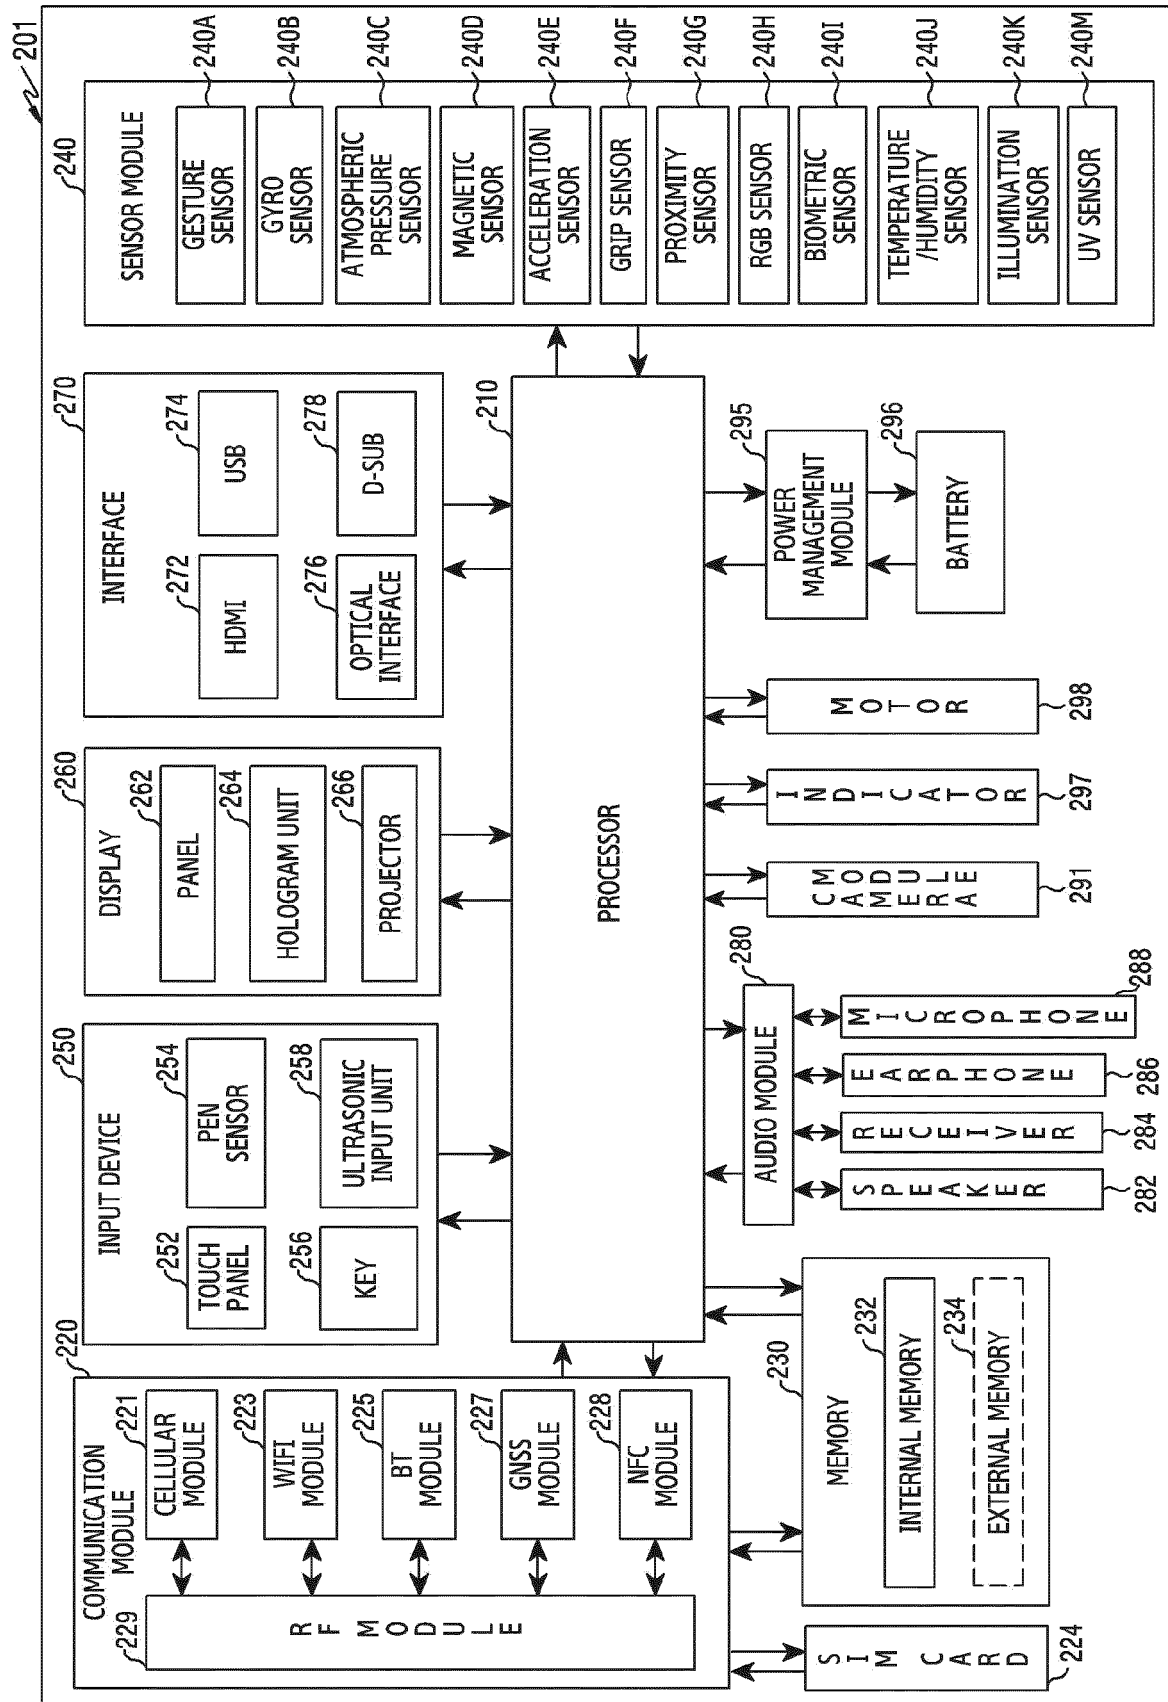 201
COMMUNICATION
MODULE
220
229
RF MODULE
221
CELLULAR
MODULE
223
WIFI
MODULE
225
BT
MODULE
227
GNSS
MODULE
228
NFC
MODULE
250
INPUT DEVICE
252
TOUCH
PANEL
254
PEN
SENSOR
256
KEY
258
ULTRASONIC
INPUT UNIT
260
DISPLAY
262
PANEL
264
HOLOGRAM UNIT
266
PROJECTOR
270
INTERFACE
272
HDMI
274
USB
276
OPTICAL
INTERFACE
278
D-SUB
240
SENSOR MODULE
GESTURE
SENSOR
240A
GYRO
SENSOR
240B
ATMOSPHERIC
PRESSURE
SENSOR
240C
MAGNETIC
SENSOR
240D
ACCELERATION
SENSOR
240E
GRIP SENSOR
240F
PROXIMITY
SENSOR
240G
RGB SENSOR
240H
BIOMETRIC
SENSOR
240I
TEMPERATURE
/HUMIDITY
SENSOR
240J
ILLUMINATION
SENSOR
240K
UV SENSOR
240M
210
PROCESSOR
SIM CARD
224
230
MEMORY
232
INTERNAL MEMORY
234
EXTERNAL MEMORY
280
AUDIO MODULE
SPEAKER
282
RECEIVER
284
EARPHONE
286
MICROPHONE
288
CAMERA
MODULE
291
INDICATOR
297
MOTOR
298
295
POWER
MANAGEMENT
MODULE
296
BATTERY